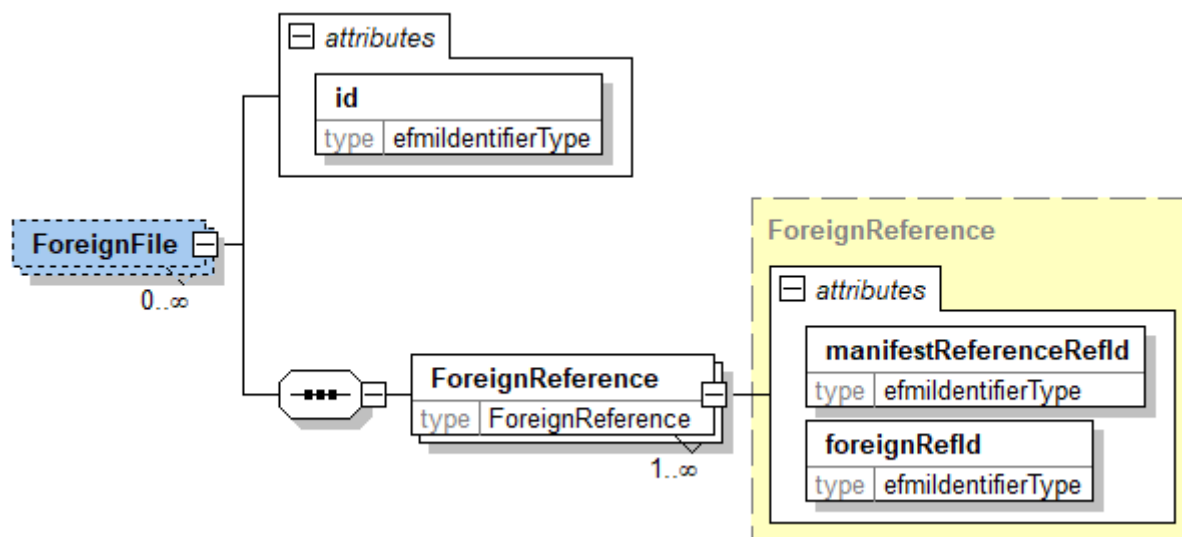 attributes
id
type efmiIdentifierType
ForeignFile
0..∞
ForeignReference
attributes
manifestReferenceRefId
type efmiIdentifierType
foreignRefId
type efmiIdentifierType
ForeignReference
type ForeignReference
1..∞